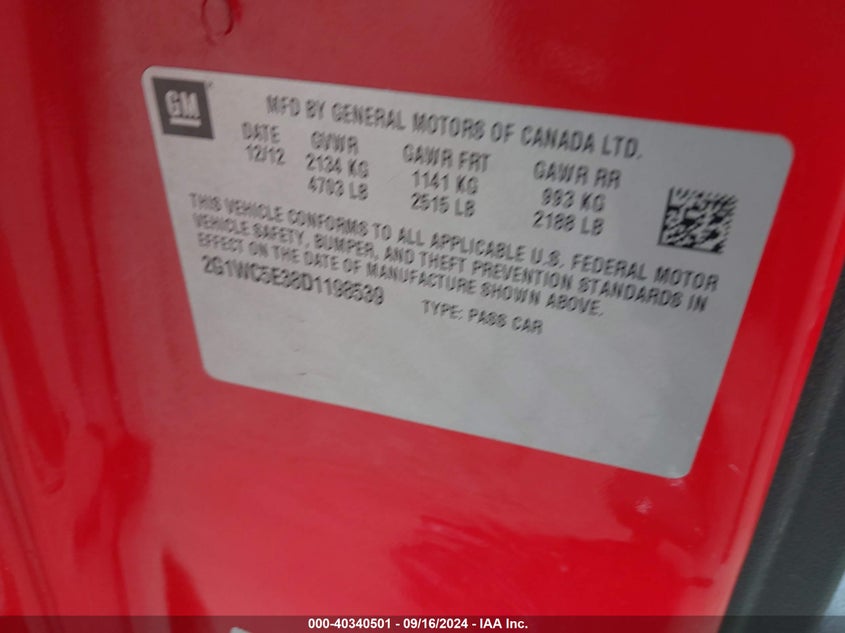 GM
MFD BY GENERAL MOTORS OF CANADA LTD.
DATE GVWR GAWR FRT GAWR RR
12/12 2134 KG 1141 KG 993 KG
4703 LB 2515 LB 2188 LB
THIS VEHICLE CONFORMS TO ALL APPLICABLE U.S. FEDERAL MOTOR
VEHICLE SAFETY, BUMPER, AND THEFT PREVENTION STANDARDS IN
EFFECT ON THE DATE OF MANUFACTURE SHOWN ABOVE.
2G1WC5E38D1198539 TYPE: PASS CAR
000-40340501 - 09/16/2024 - IAA Inc.